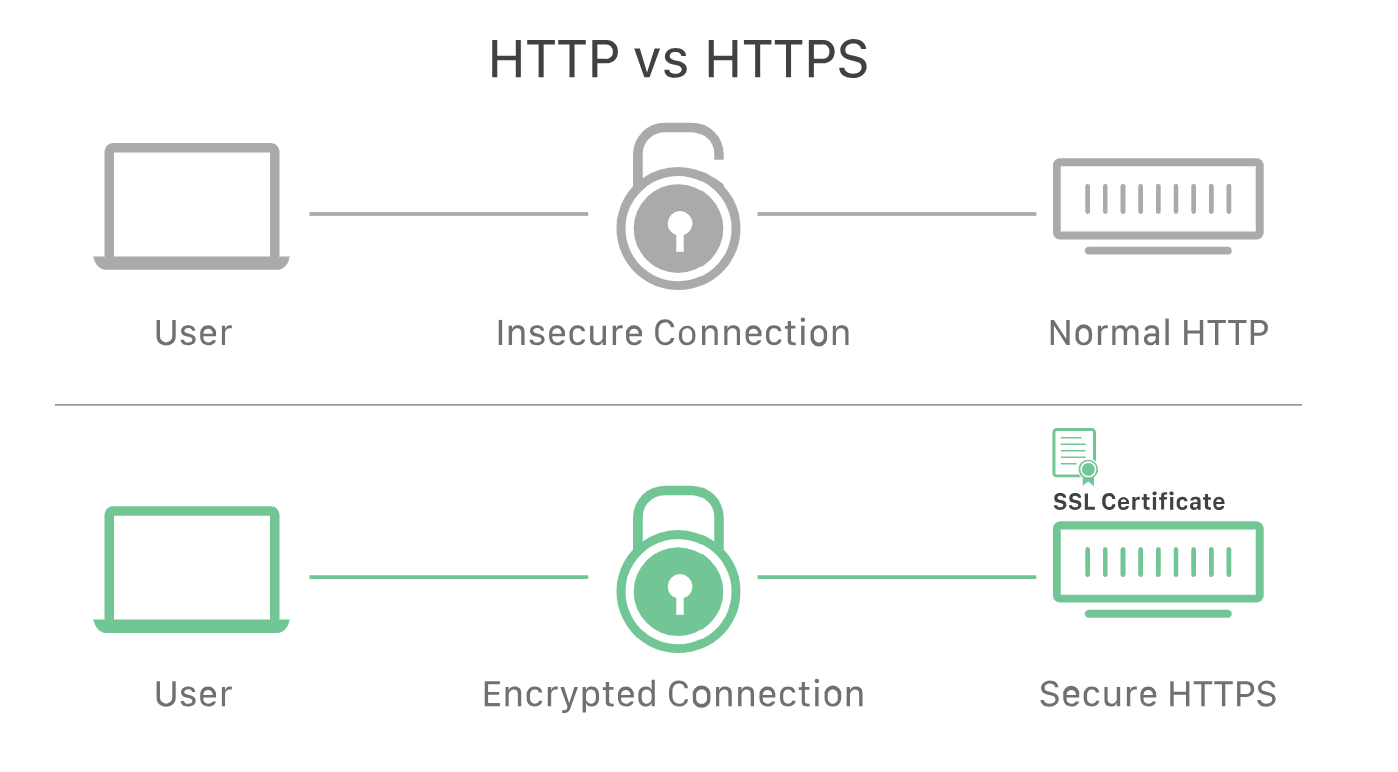 HTTP vs HTTPS
User
Insecure Connection
Normal HTTP
SSL Certificate
User
Encrypted Connection
Secure HTTPS